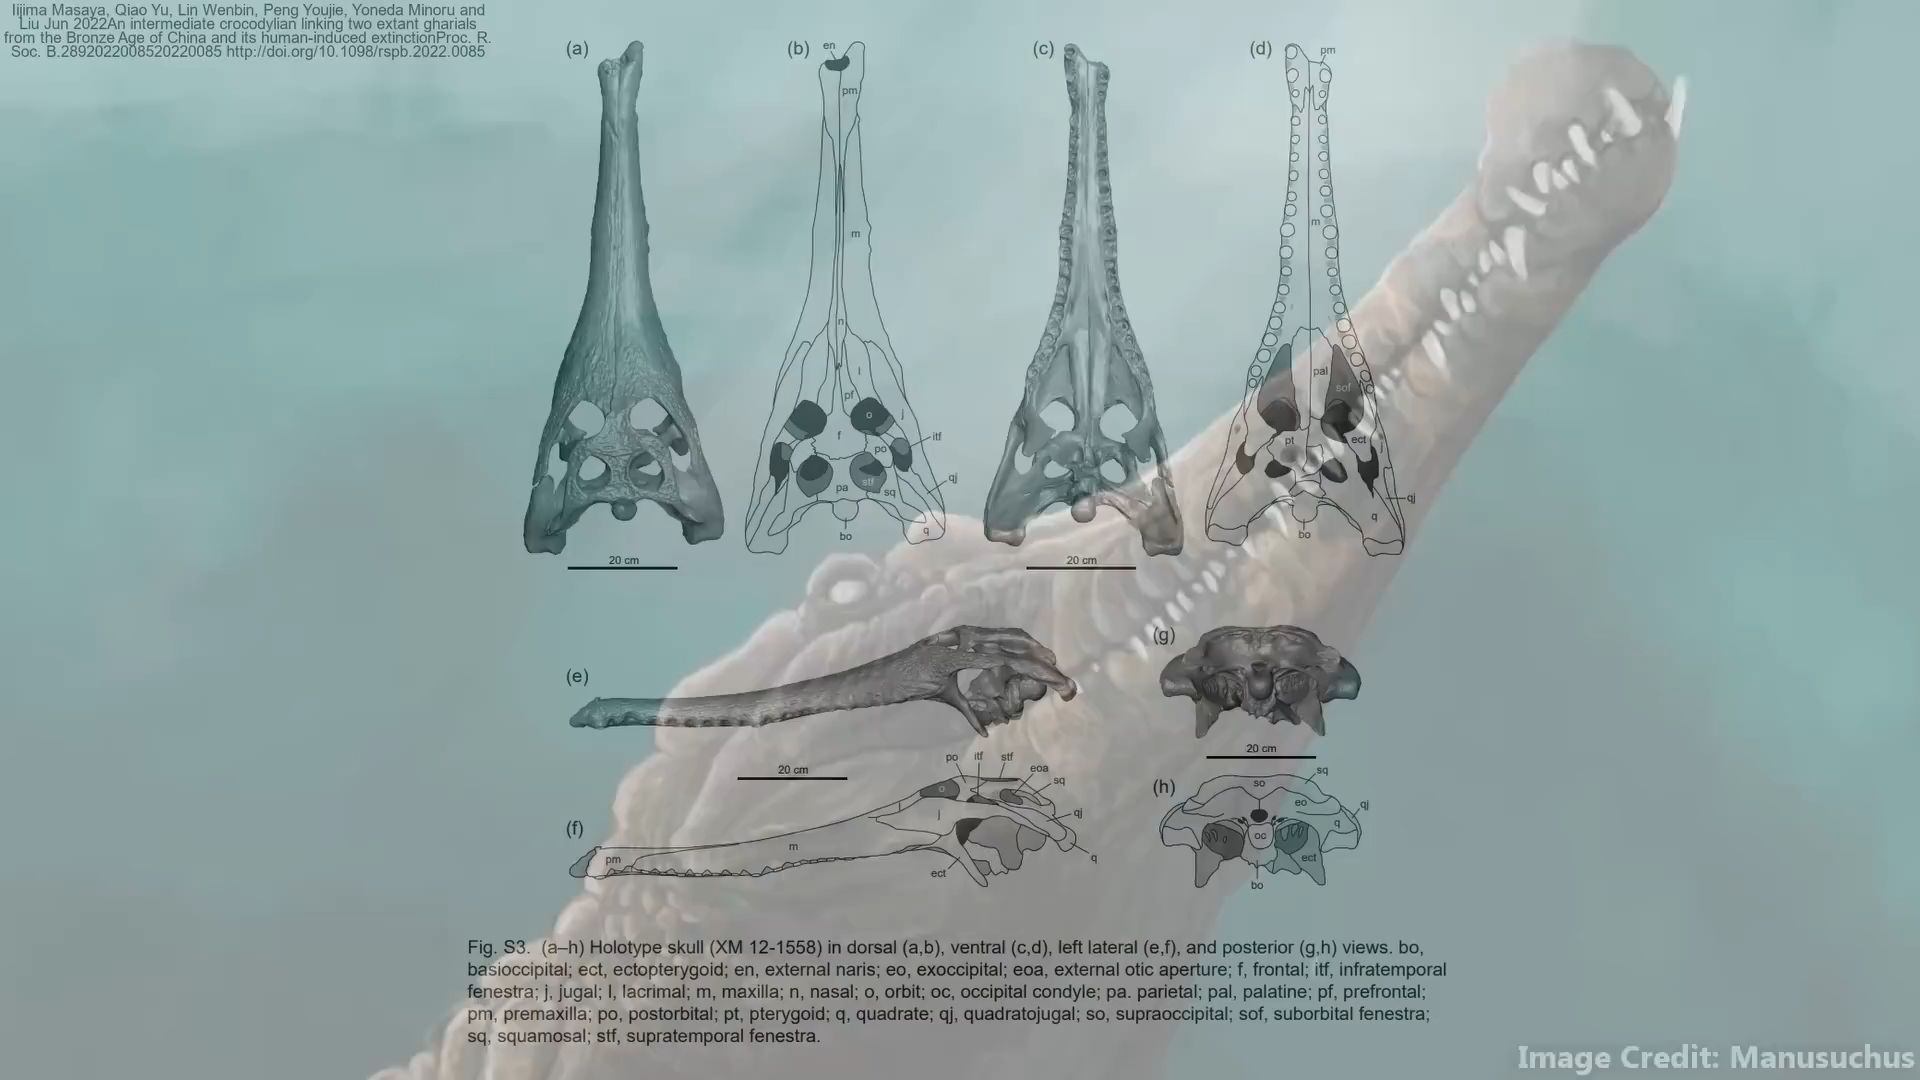 Iijima Masaya, Qiao Yu, Lin Wenbin, Peng Youjie, Yoneda Minoru and
Liu Jun 2022An intermediate crocodylian linking two extant gharials
from the Bronze Age of China and its human-induced extinctionProc. R.
Soc. B.2892022008520220085 http://doi.org/10.1098/rspb.2022.0085
(a)
(b)
en
pm
m
n
l
pf
o
j
f
itf
po
stf
pa
sq
qj
q
bo
20 cm
(c)
(d)
pm
m
pal
sof
pt
ect
j
qj
q
bo
20 cm
(e)
20 cm
(f)
po
itf
stf
eoa
sq
o
l
j
qj
m
pm
ect
q
(g)
20 cm
(h)
so
sq
eo
qj
q
oc
ect
bo
Fig. S3. (a–h) Holotype skull (XM 12-1558) in dorsal (a,b), ventral (c,d), left lateral (e,f), and posterior (g,h) views. bo,
basioccipital; ect, ectopterygoid; en, external naris; eo, exoccipital; eoa, external otic aperture; f, frontal; itf, infratemporal
fenestra; j, jugal; l, lacrimal; m, maxilla; n, nasal; o, orbit; oc, occipital condyle; pa. parietal; pal, palatine; pf, prefrontal;
pm, premaxilla; po, postorbital; pt, pterygoid; q, quadrate; qj, quadratojugal; so, supraoccipital; sof, suborbital fenestra;
sq, squamosal; stf, supratemporal fenestra.
Image Credit: Manusuchus